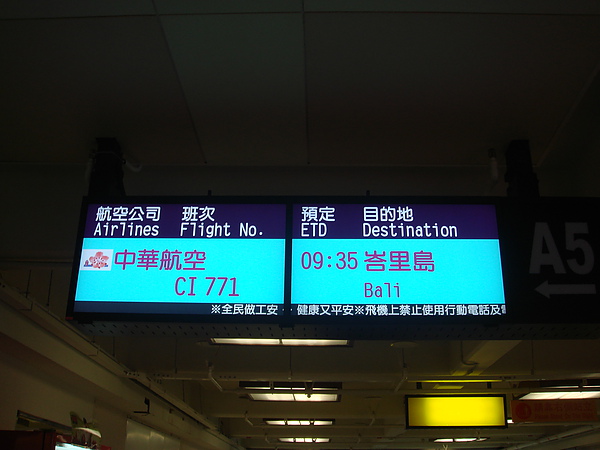 航空公司 班次
Airlines Flight No.
中華航空
CI 771
預定 目的地
ETD Destination
09:35 峇里島
Bali
※全民做工安‧‧健康又平安※飛機上禁止使用行動電話及
A5
←